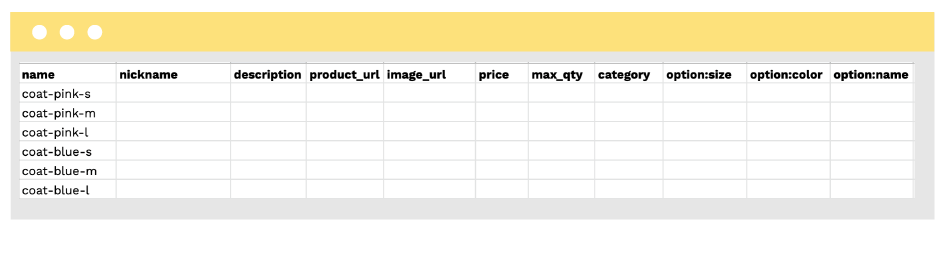 name nickname description product_url image_url price max_qty category option:size option:color option:name
coat-pink-s
coat-pink-m
coat-pink-l
coat-blue-s
coat-blue-m
coat-blue-l